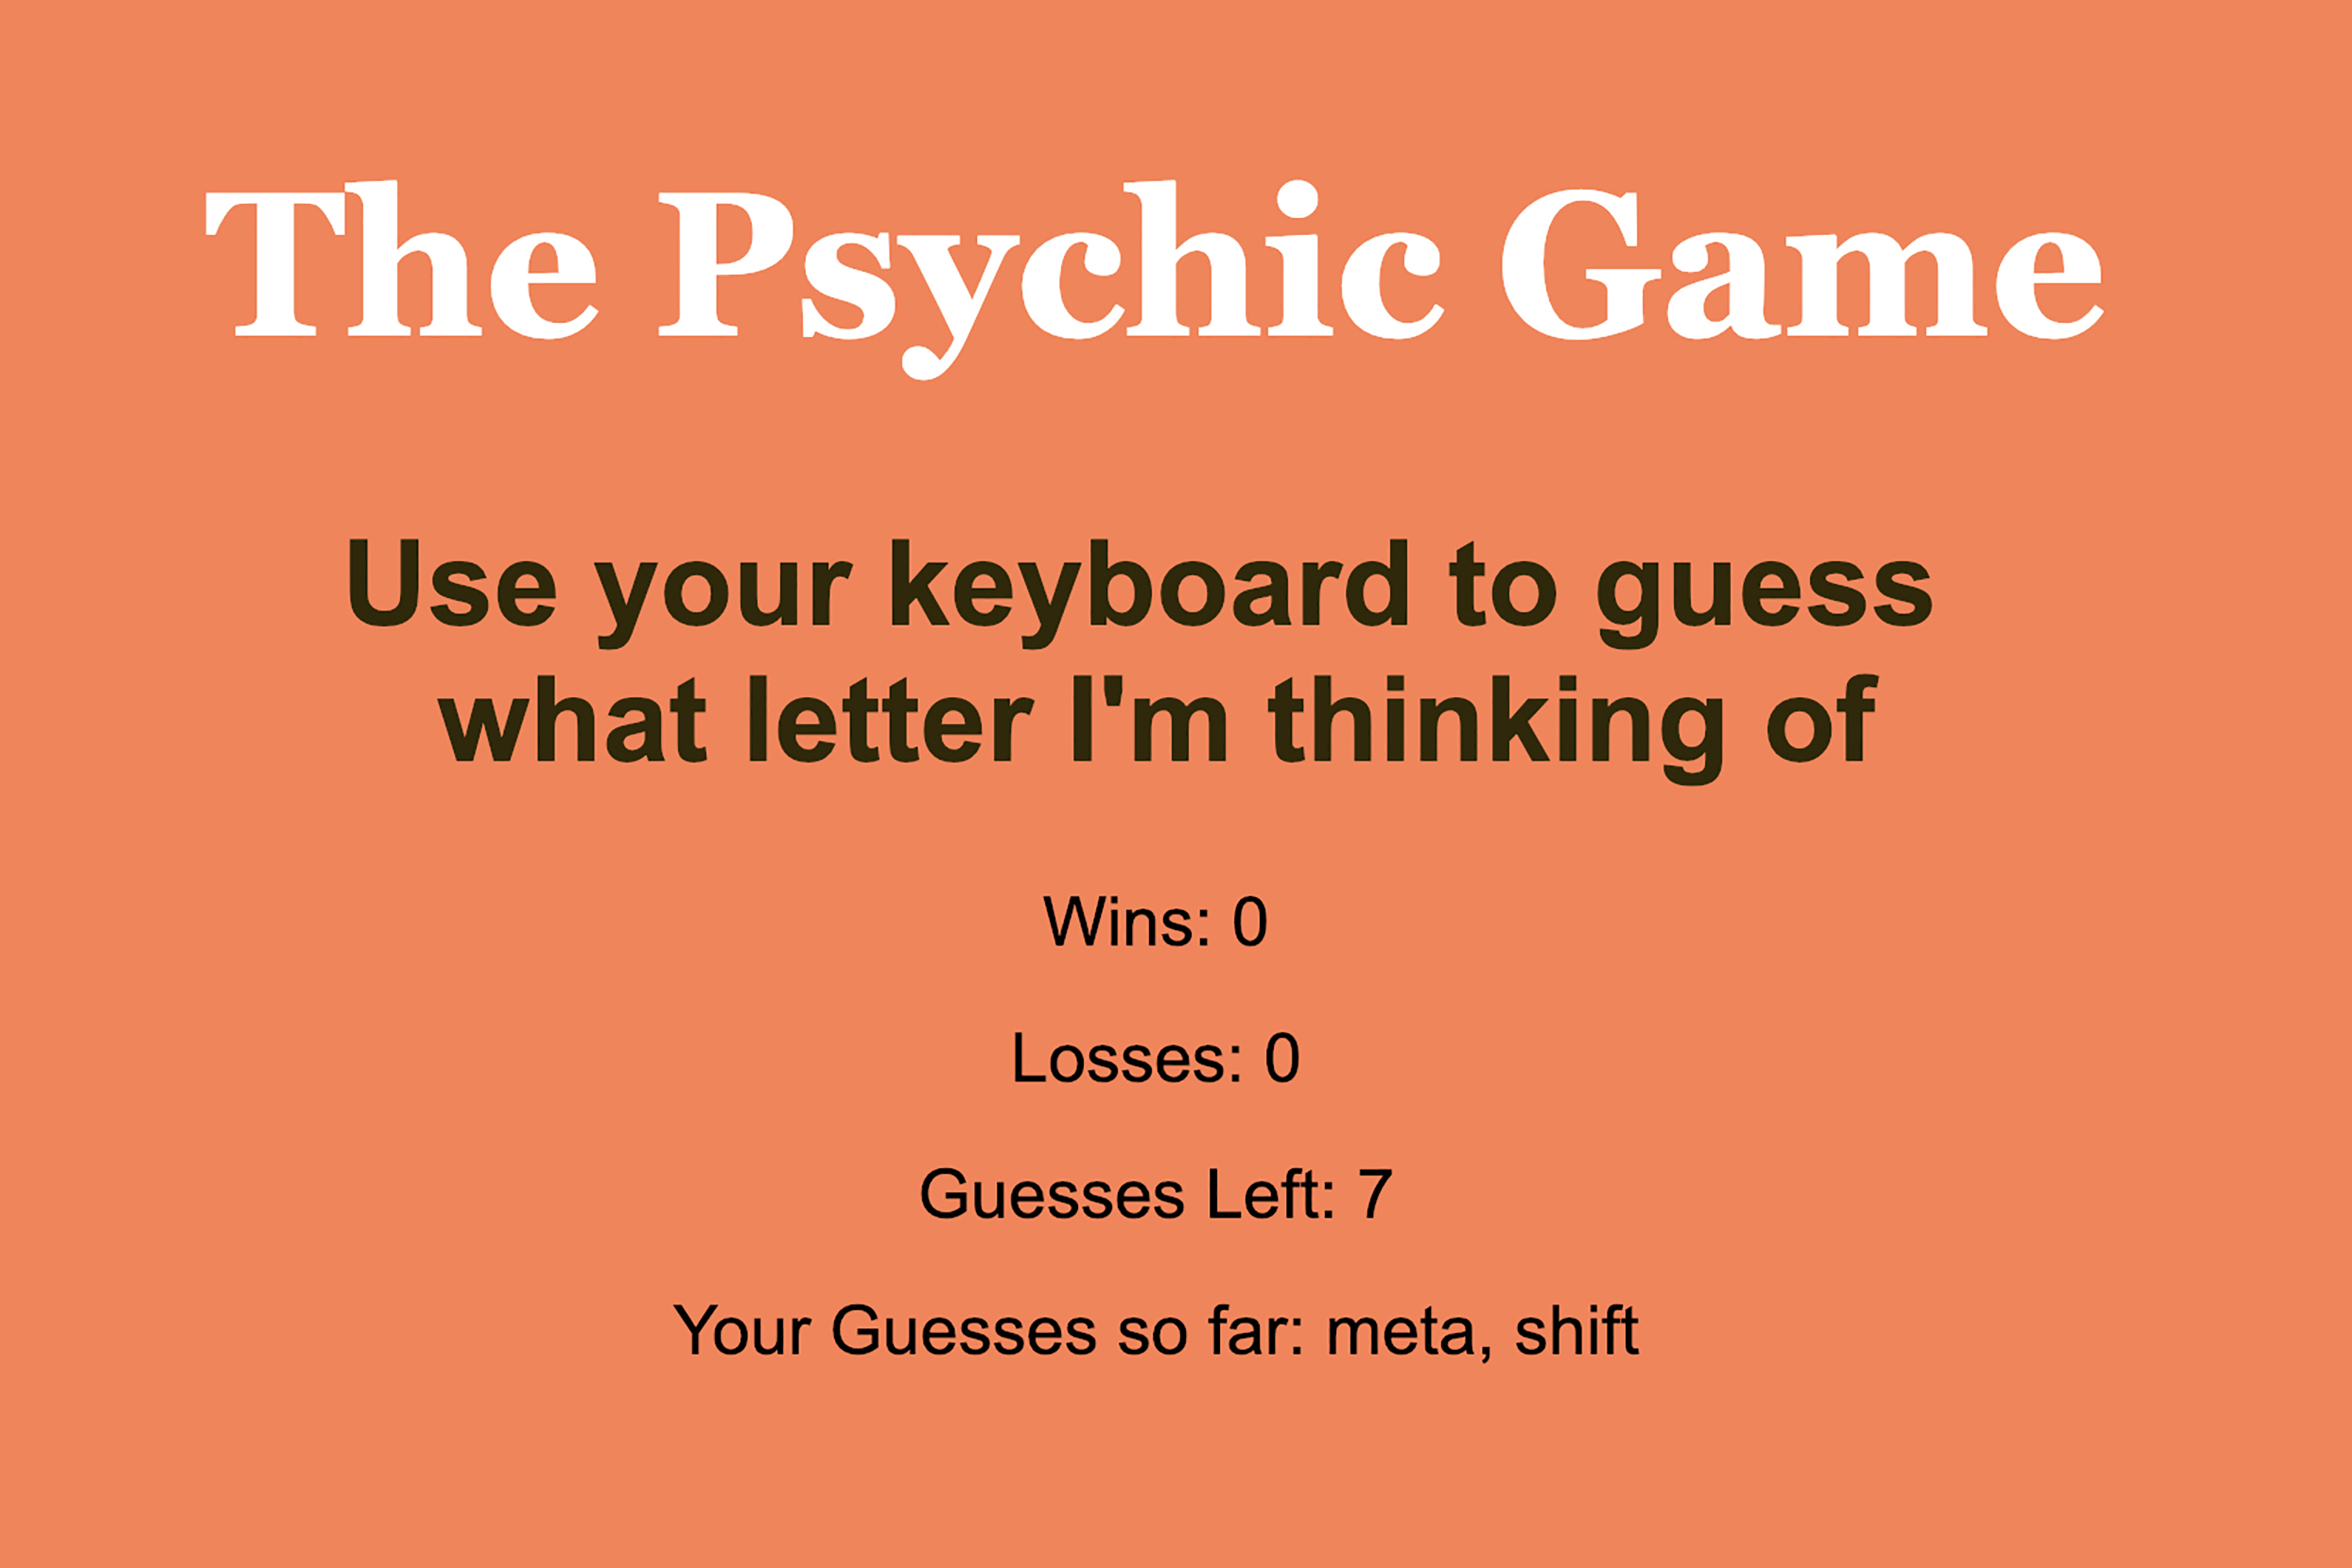 The Psychic Game
Use your keyboard to guess
what letter I'm thinking of
Wins: 0
Losses: 0
Guesses Left: 7
Your Guesses so far: meta, shift